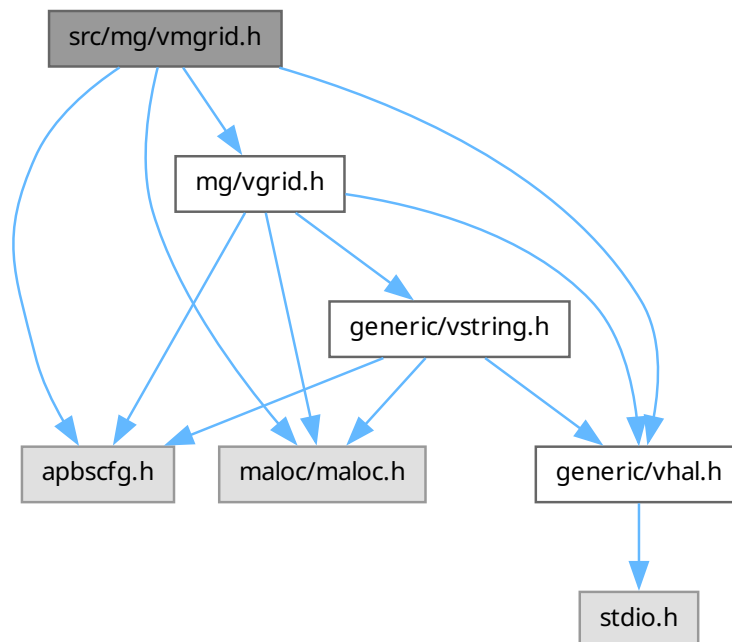 src/mg/vmgrid.h
mg/vgrid.h
generic/vstring.h
apbscfg.h
maloc/maloc.h
generic/vhal.h
stdio.h